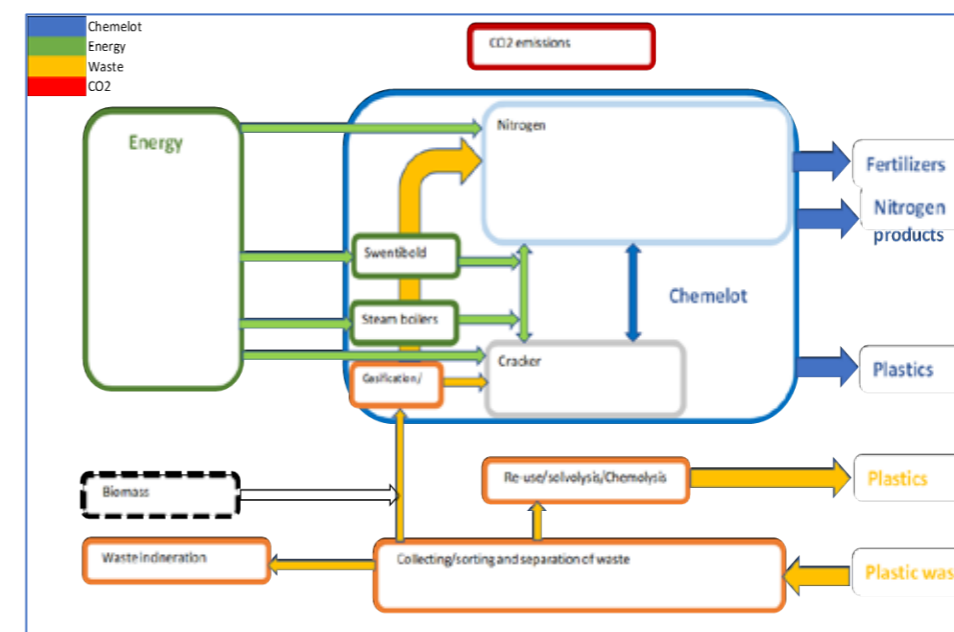 Chemelot
Energy
Waste
CO2
CO2 emissions
Energy
Nitrogen
Fertilizers
Nitrogen
products
Swentibold
Chemelot
Steam boilers
Cracker
Plastics
Gasification/
Biomass
Re-use/solvolysis/Chemolysis
Plastics
Waste indineration
Collecting/sorting and separation of waste
Plastic was